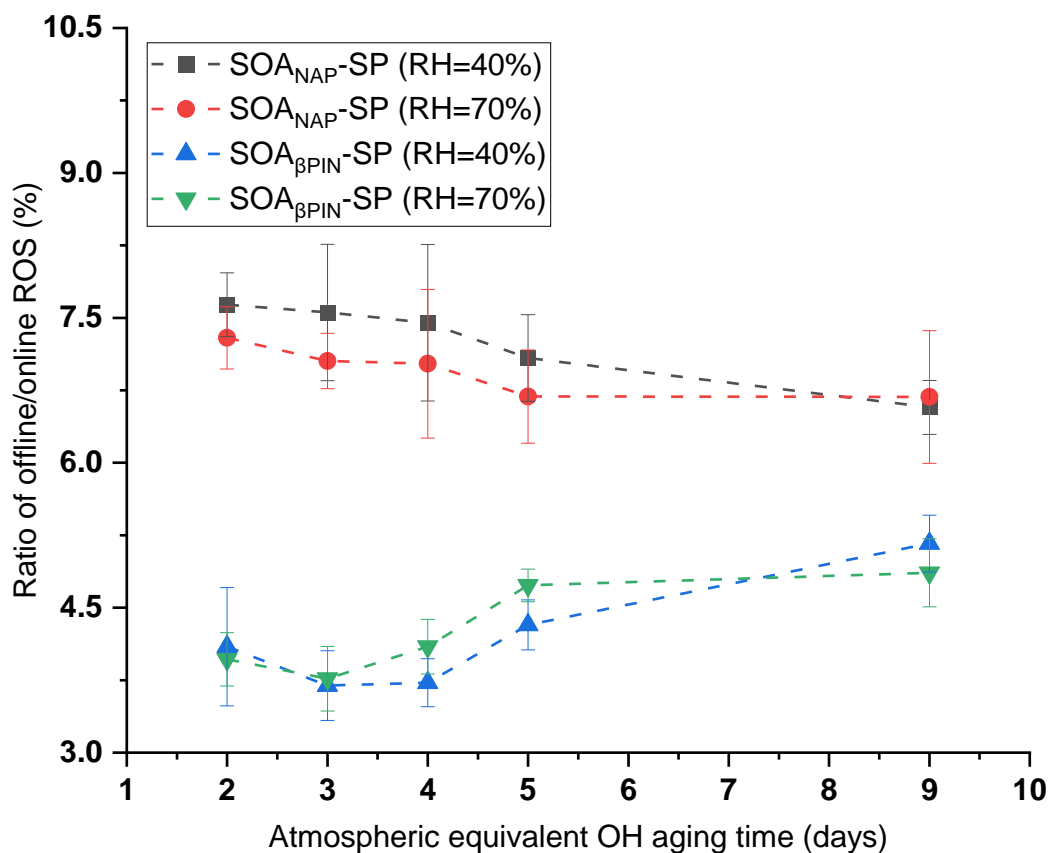 10.5
9.0
7.5
6.0
4.5
3.0
Ratio of offline/online ROS (%)
SOA_NAP-SP (RH=40%)
SOA_NAP-SP (RH=70%)
SOA_βPIN-SP (RH=40%)
SOA_βPIN-SP (RH=70%)
1 2 3 4 5 6 7 8 9 10
Atmospheric equivalent OH aging time (days)